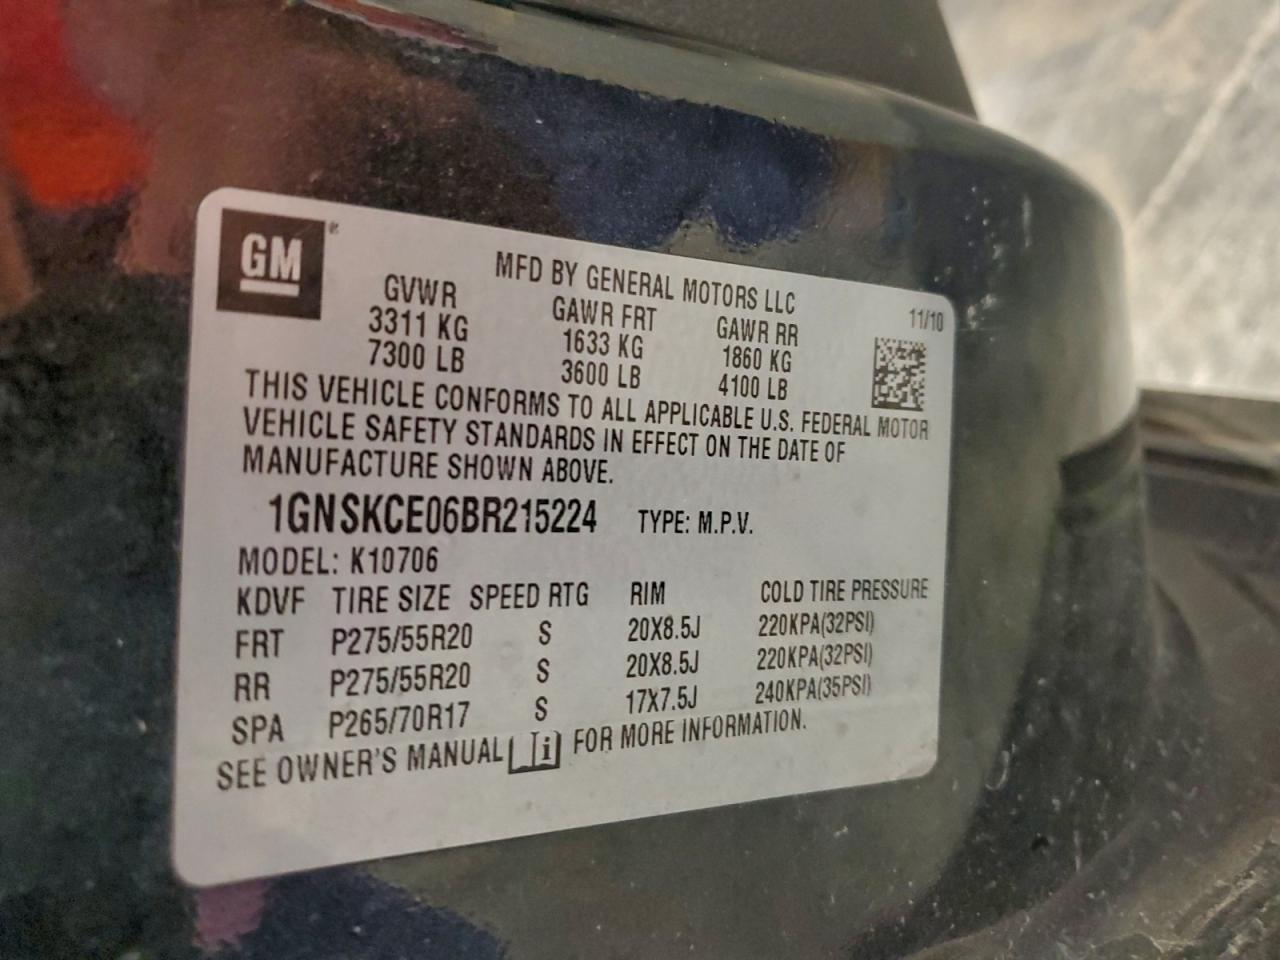 GM®
MFD BY GENERAL MOTORS LLC
11/10
GVWR GAWR FRT GAWR RR
3311 KG 1633 KG 1860 KG
7300 LB 3600 LB 4100 LB
THIS VEHICLE CONFORMS TO ALL APPLICABLE U.S. FEDERAL MOTOR
VEHICLE SAFETY STANDARDS IN EFFECT ON THE DATE OF
MANUFACTURE SHOWN ABOVE.
1GNSKCE06BR215224 TYPE: M.P.V.
MODEL: K10706
KDVF TIRE SIZE SPEED RTG RIM COLD TIRE PRESSURE
FRT P275/55R20 S 20X8.5J 220KPA(32PSI)
RR P275/55R20 S 20X8.5J 220KPA(32PSI)
SPA P265/70R17 S 17X7.5J 240KPA(35PSI)
SEE OWNER'S MANUAL i FOR MORE INFORMATION.